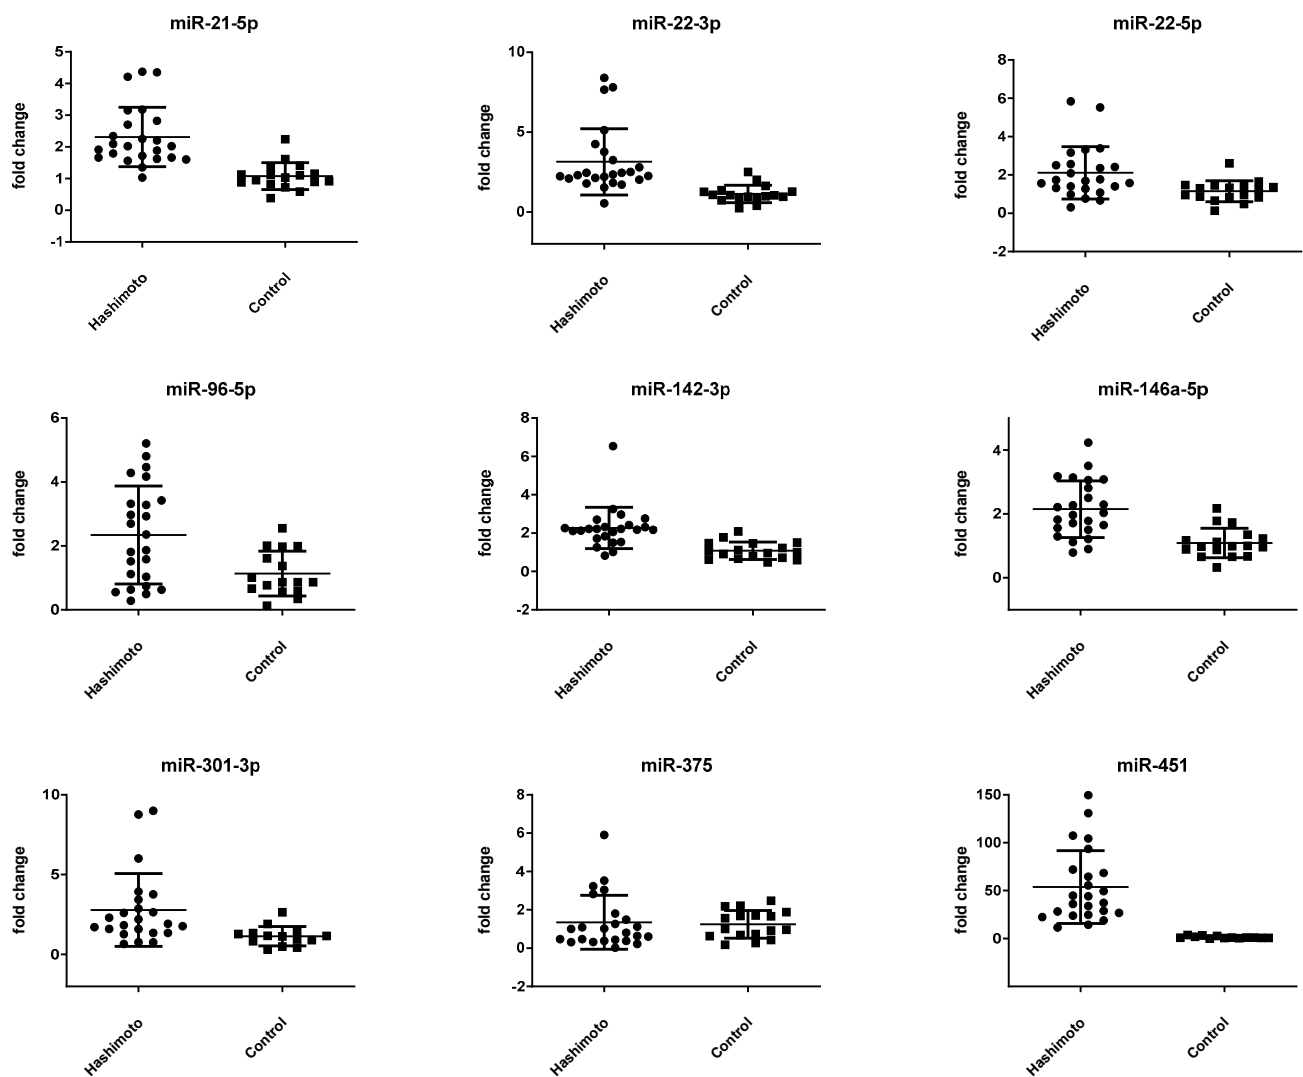 miR-21-5p
5
4
3
2
1
0
-1
fold change
Hashimoto
Control
miR-22-3p
10
5
0
fold change
Hashimoto
Control
miR-22-5p
8
6
4
2
0
-2
fold change
Hashimoto
Control
miR-96-5p
6
4
2
0
fold change
Hashimoto
Control
miR-142-3p
8
6
4
2
0
-2
fold change
Hashimoto
Control
miR-146a-5p
4
2
0
fold change
Hashimoto
Control
miR-301-3p
10
5
0
fold change
Hashimoto
Control
miR-375
8
6
4
2
0
-2
fold change
Hashimoto
Control
miR-451
150
100
50
0
fold change
Hashimoto
Control